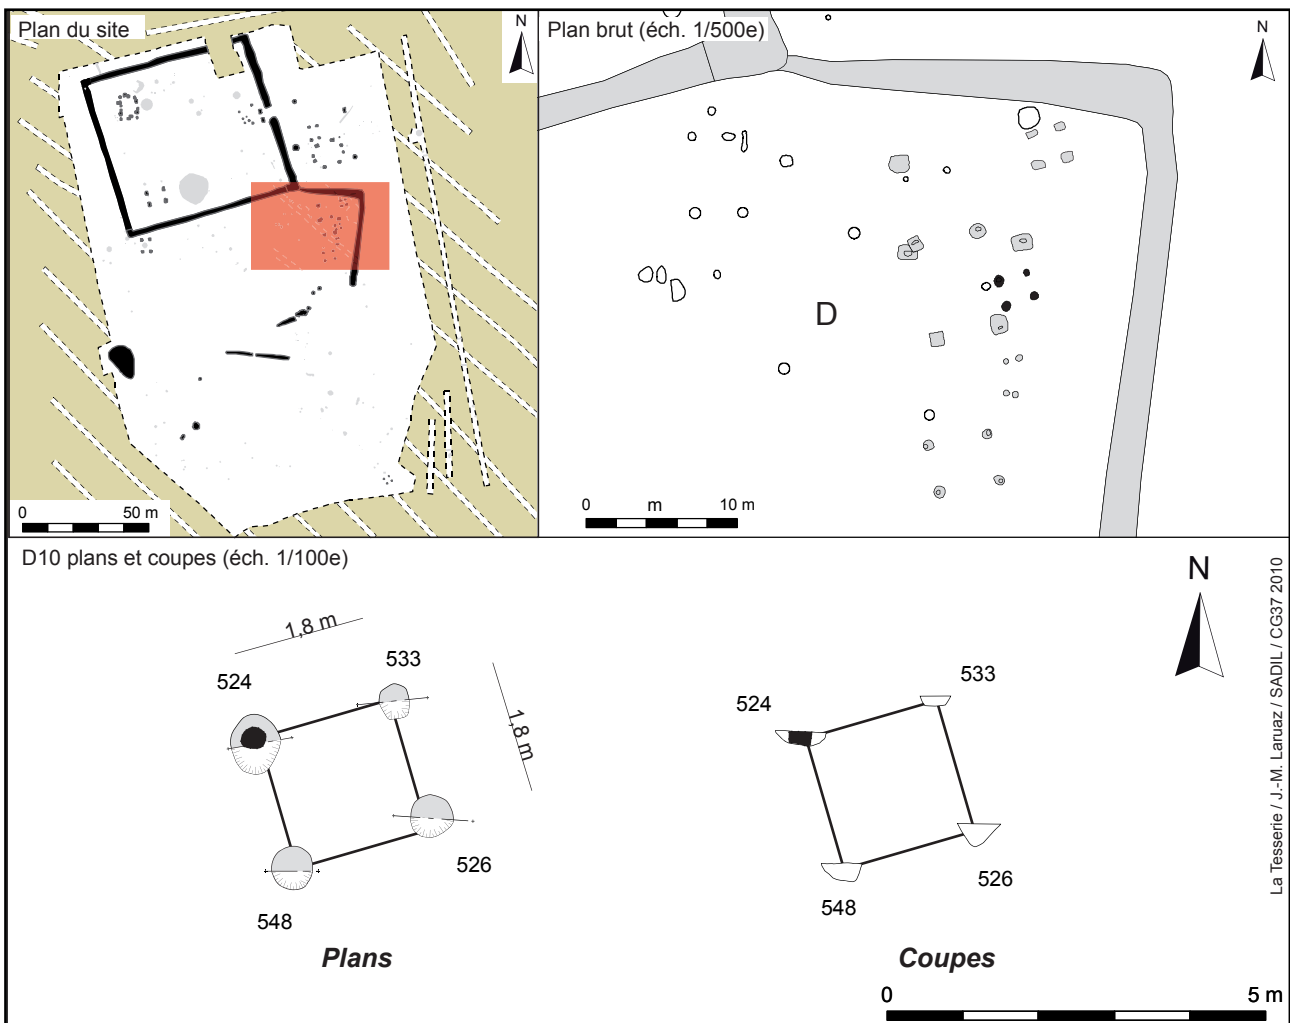 Plan du site
N
0 50 m
Plan brut (éch. 1/500e)
N
D
0 m 10 m
D10 plans et coupes (éch. 1/100e)
1,8 m
533
524
1,8 m
526
548
Plans
533
524
526
548
Coupes
N
0 5 m
La Tesserie / J.-M. Laruaz / SADIL / CG37 2010